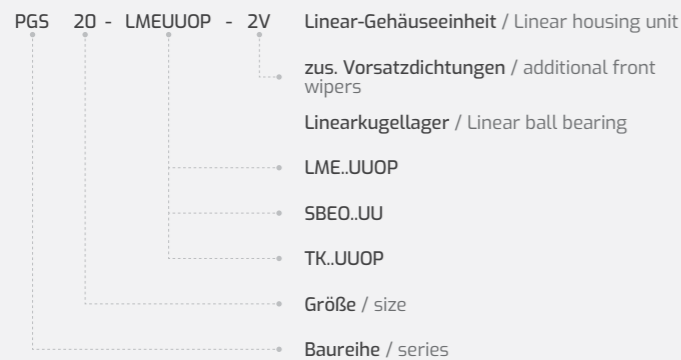 PGS 20 - LMEUUOP - 2V Linear-Gehäuseeinheit / Linear housing unit
zus. Vorsatzdichtungen / additional front
wipers
Linearkugellager / Linear ball bearing
LME..UUOP
SBEO..UU
TK..UUOP
Größe / size
Baureihe / series